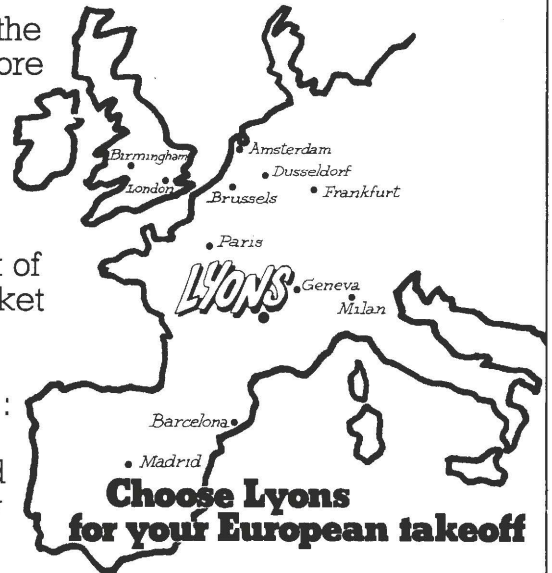 the
ore
Birmingham
London
Amsterdam
Dusseldorf
Brussels
Frankfurt
Paris
t of
ket
LYONS
Geneva
Milan
:
Barcelona
d
Madrid
Choose Lyons
for your European takeoff